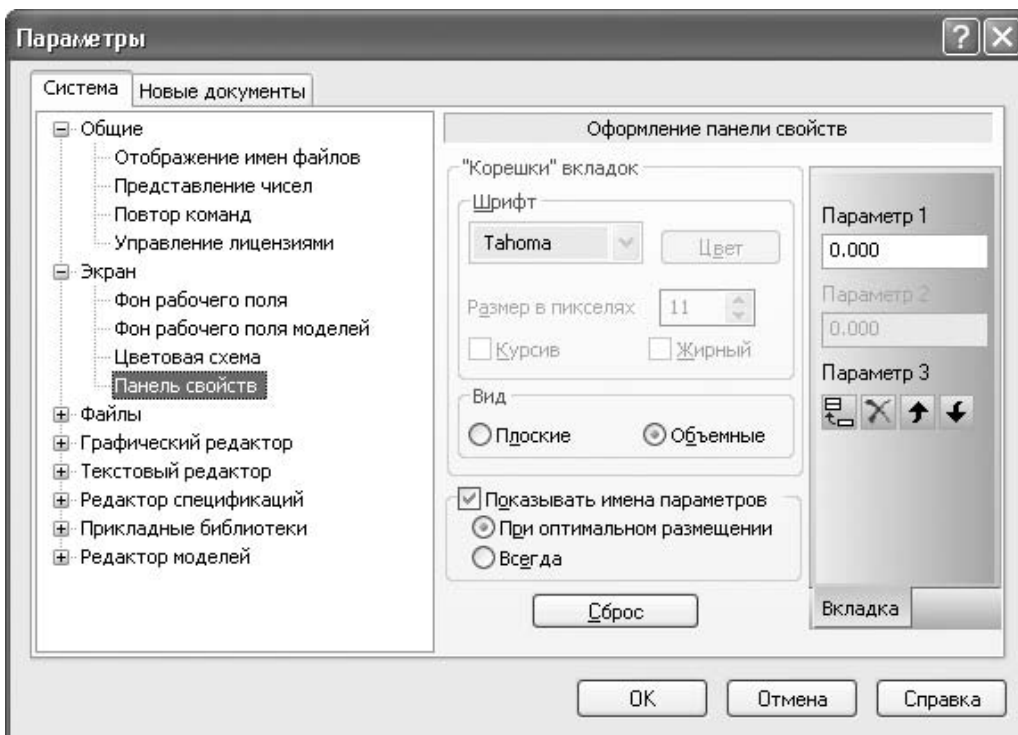 Параметры
Система
Новые документы
Общие
Отображение имен файлов
Представление чисел
Повтор команд
Управление лицензиями
Экран
Фон рабочего поля
Фон рабочего поля моделей
Цветовая схема
Панель свойств
Файлы
Графический редактор
Текстовый редактор
Редактор спецификаций
Прикладные библиотеки
Редактор моделей
Оформление панели свойств
"Корешки" вкладок
Шрифт
Tahoma
Цвет
Размер в пикселях
11
Курсив
Жирный
Вид
Плоские
Объемные
Показывать имена параметров
При оптимальном размещении
Всегда
Сброс
Параметр 1
0.000
Параметр 2
0.000
Параметр 3
Вкладка
OK
Отмена
Справка